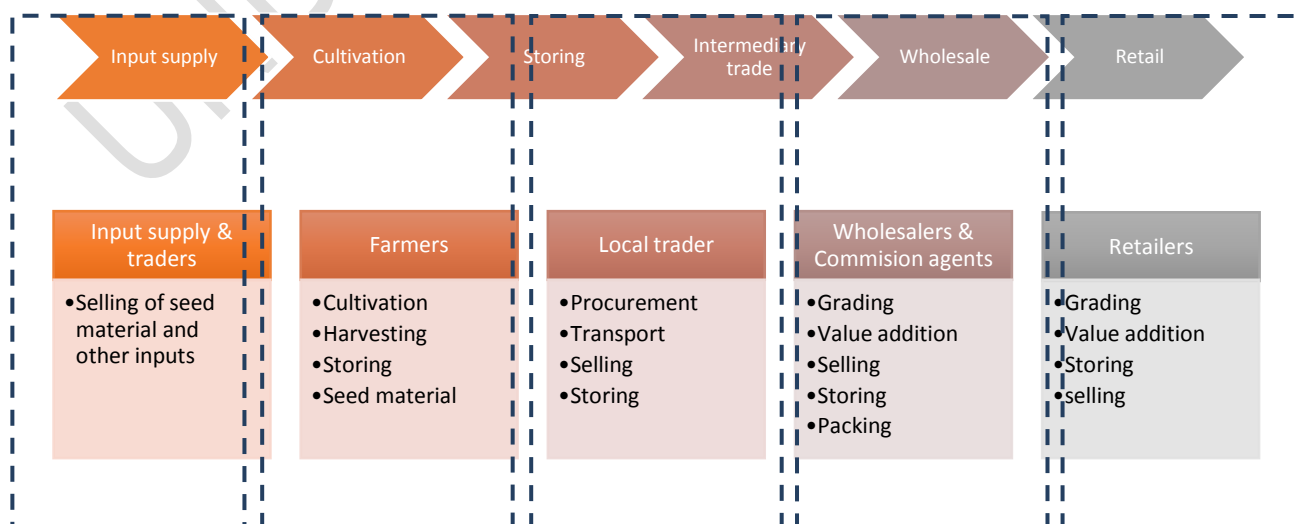 Input supply
Cultivation
Storing
Intermediary
trade
Wholesale
Retail
Input supply &
traders
•Selling of seed
material and
other inputs
Farmers
•Cultivation
•Harvesting
•Storing
•Seed material
Local trader
•Procurement
•Transport
•Selling
•Storing
Wholesalers &
Commision agents
•Grading
•Value addition
•Selling
•Storing
•Packing
Retailers
•Grading
•Value addition
•Storing
•selling